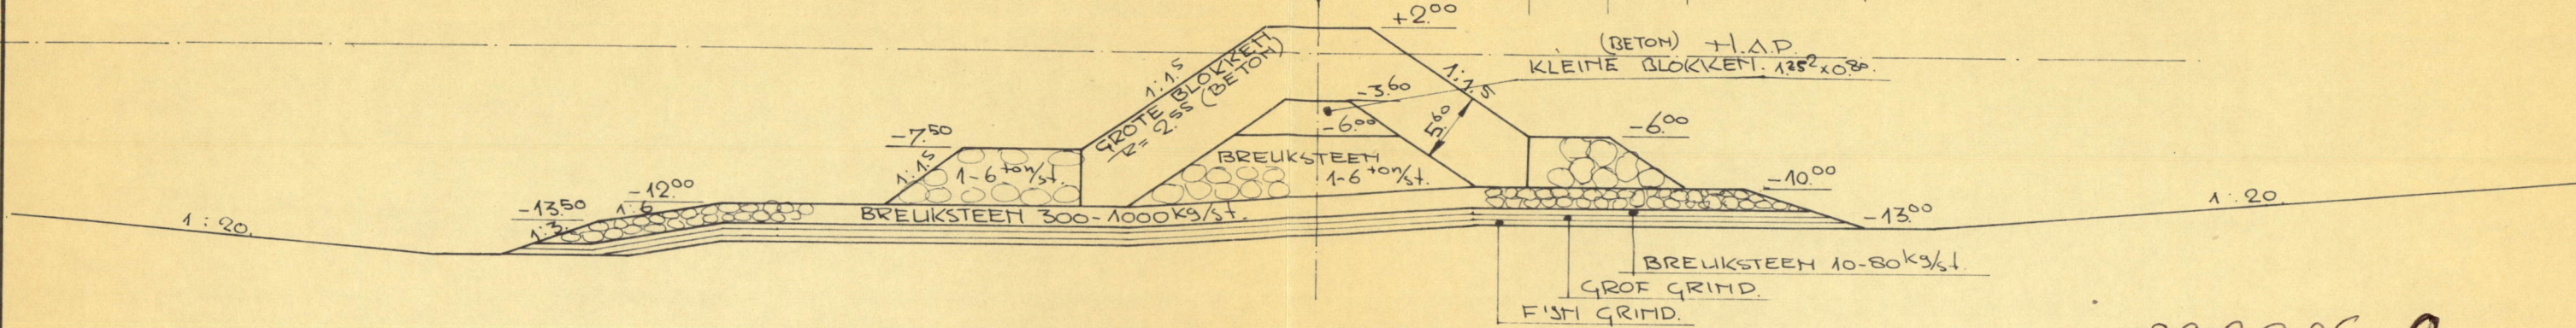 +2.00
(BETON) N.A.P.
KLEINE BLOKKEN. 1.35² x 0.80.
1:1.5
GROTE BLOKKEN
R = 2.55 (BETON)
1:1.5
-3.60
5.60
-6.00
-7.50
-6.00
1:1.5
1-6 ton/st.
BREUKSTEEN
1-6 ton/st.
-12.00
-10.00
-13.50
1:6
1:3.
BREUKSTEEN 300-1000 kg/st.
-13.00
1:20.
1:20.
BREUKSTEEN 10-80 kg/st.
GROF GRIND.
FIJN GRIND.